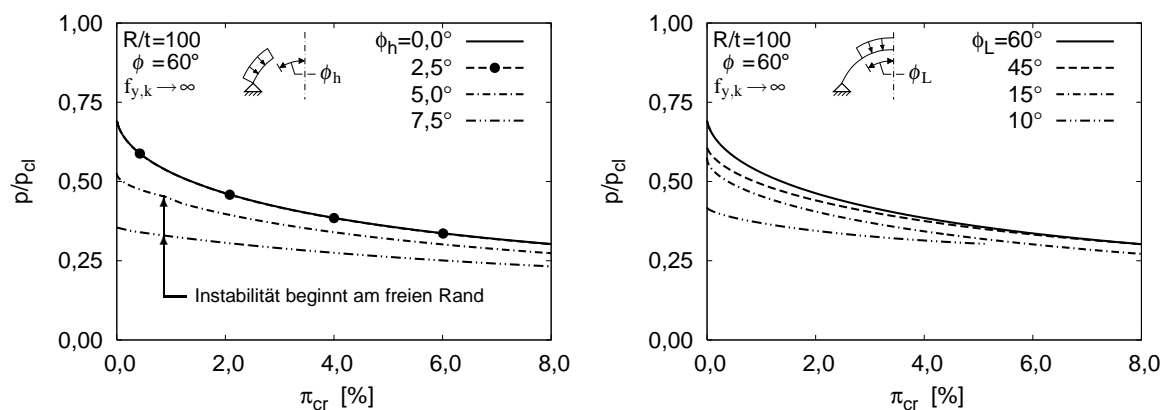 p/p_cl
1,00
0,75
0,50
0,25
0,00
R/t=100
ϕ =60°
f_y,k → ∞
ϕ_h
ϕ_h=0,0°
2,5°
5,0°
7,5°
Instabilität beginnt am freien Rand
0,0 2,0 4,0 6,0 8,0
π_cr [%]
p/p_cl
1,00
0,75
0,50
0,25
0,00
R/t=100
ϕ =60°
f_y,k → ∞
ϕ_L
ϕ_L=60°
45°
15°
10°
0,0 2,0 4,0 6,0 8,0
π_cr [%]